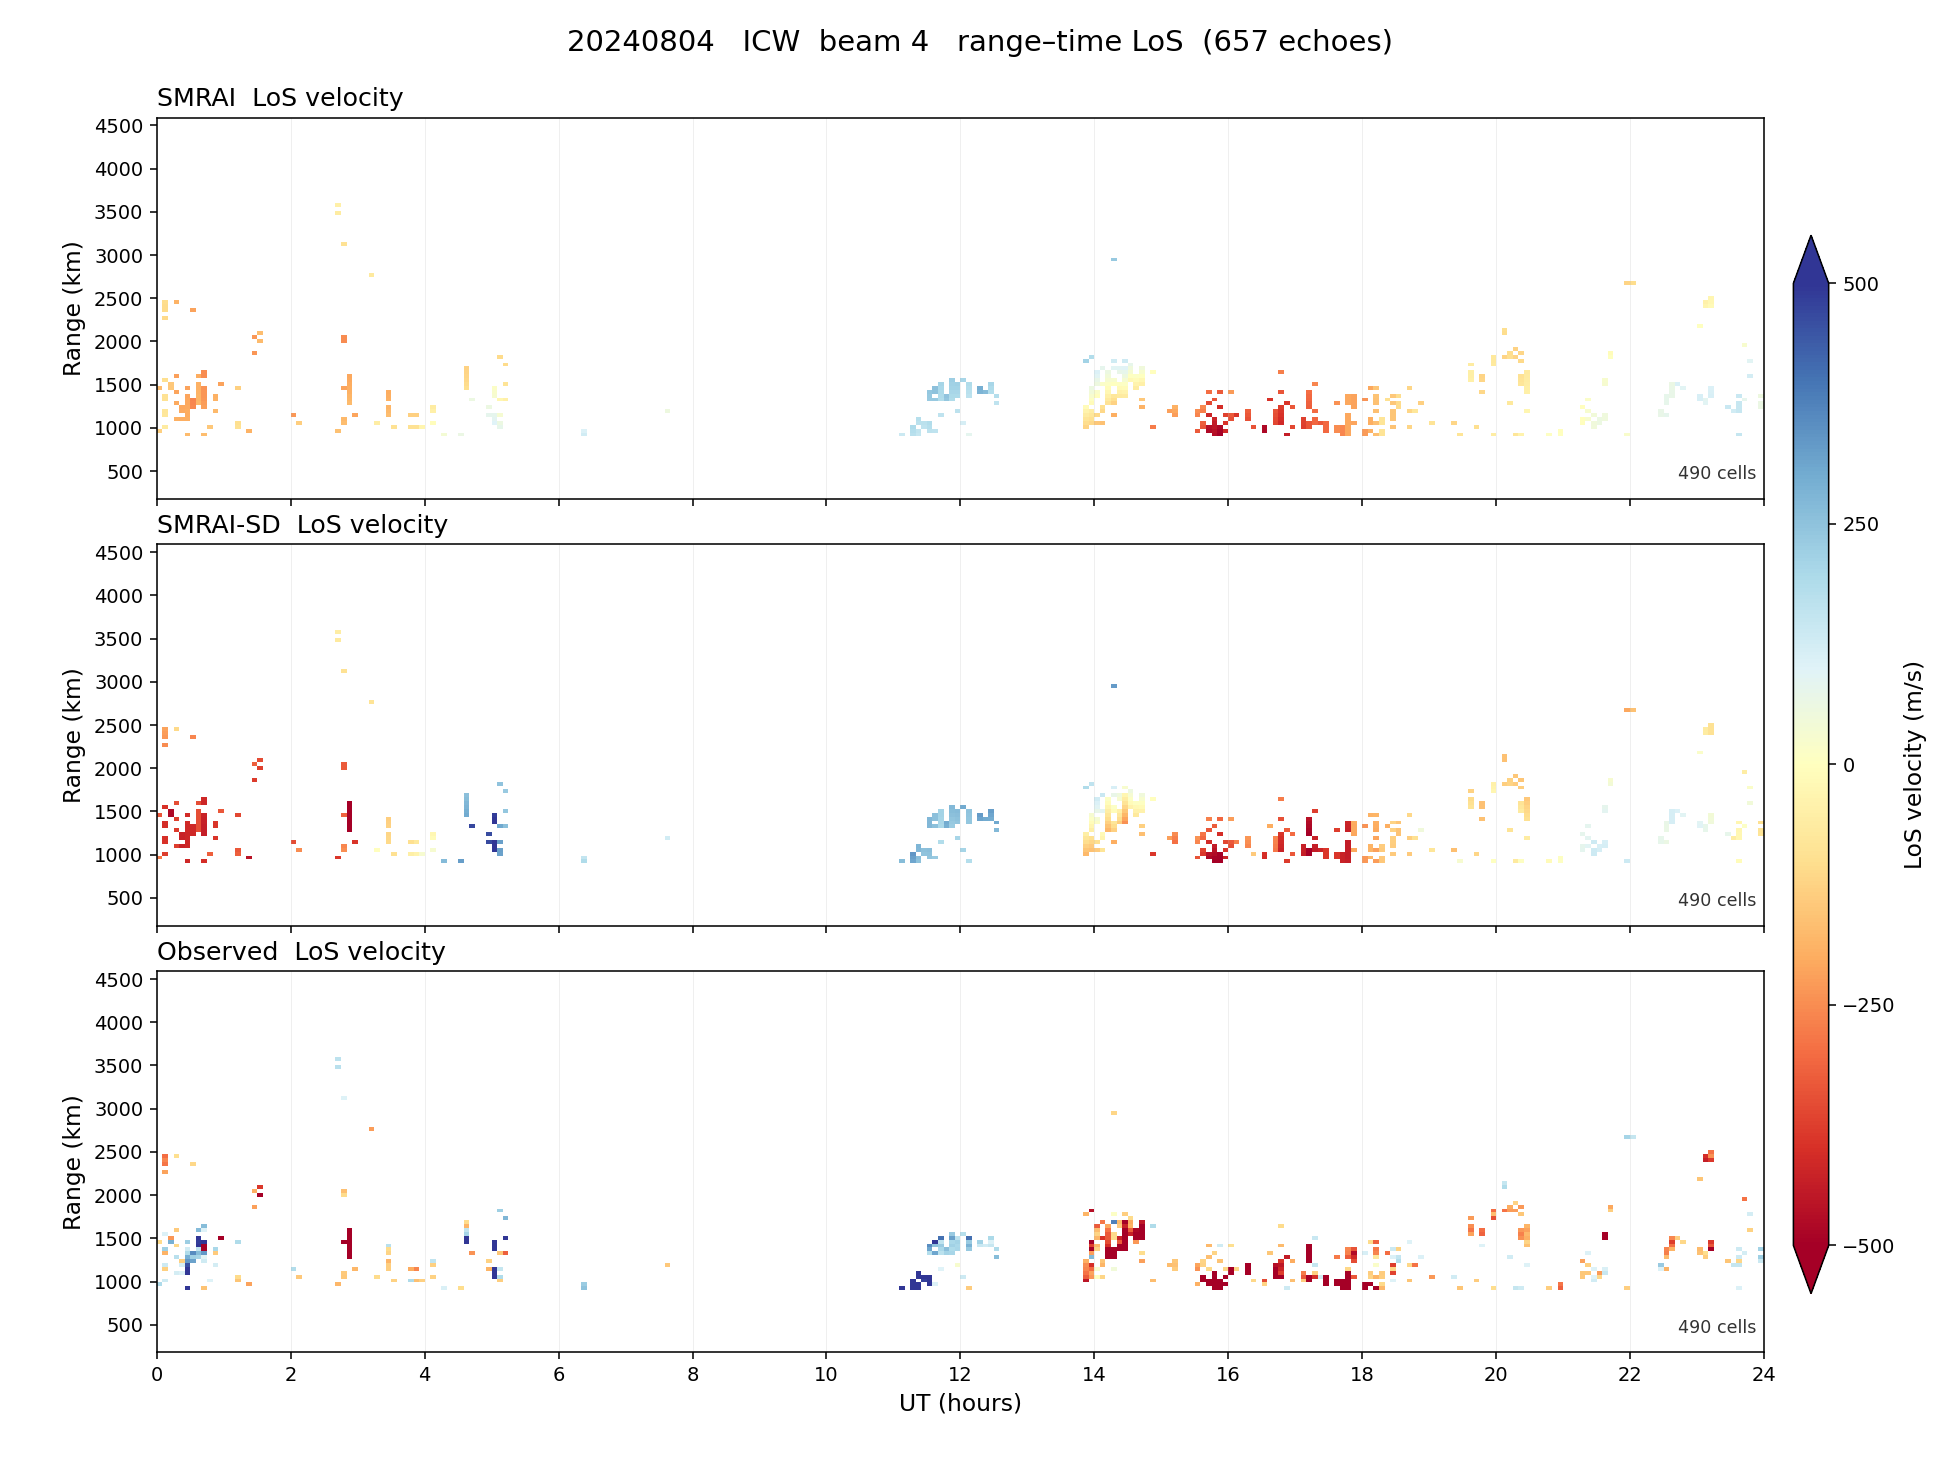 20240804   ICW  beam 4   range–time LoS  (657 echoes)
SMRAI  LoS velocity
4500
4000
3500
3000
2500
2000
1500
1000
500
Range (km)
490 cells
SMRAI-SD  LoS velocity
4500
4000
3500
3000
2500
2000
1500
1000
500
Range (km)
490 cells
Observed  LoS velocity
4500
4000
3500
3000
2500
2000
1500
1000
500
Range (km)
490 cells
0 2 4 6 8 10 12 14 16 18 20 22 24
UT (hours)
500
250
0
−250
−500
LoS velocity (m/s)